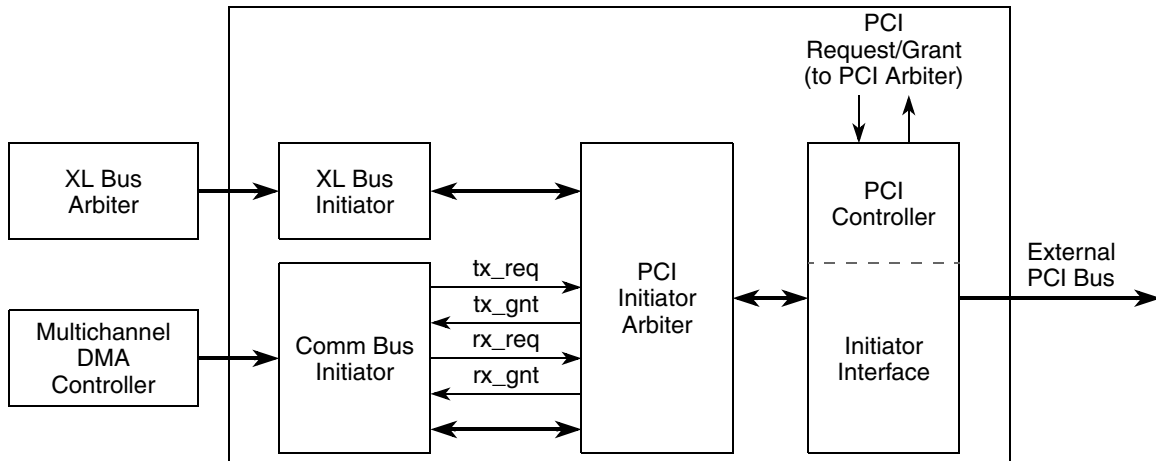 PCI
Request/Grant
(to PCI Arbiter)
XL Bus
Arbiter
XL Bus
Initiator
PCI
Controller
tx_req
tx_gnt
rx_req
rx_gnt
PCI
Initiator
Arbiter
External
PCI Bus
Multichannel
DMA
Controller
Comm Bus
Initiator
Initiator
Interface